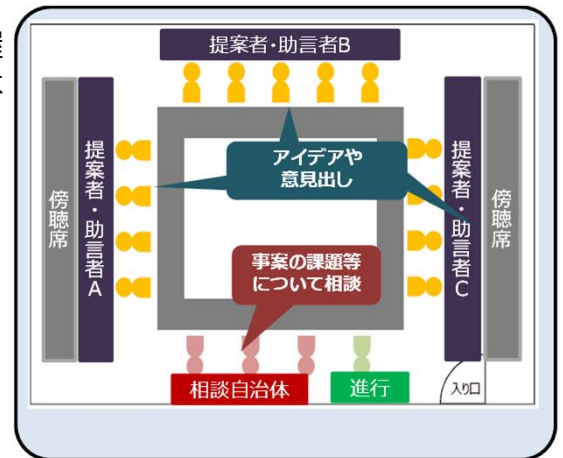 提案者・助言者B
傍聴席
提案者・助言者A
アイデアや
意見出し
提案者・助言者C
傍聴席
事案の課題等
について相談
相談自治体
進行
入り口